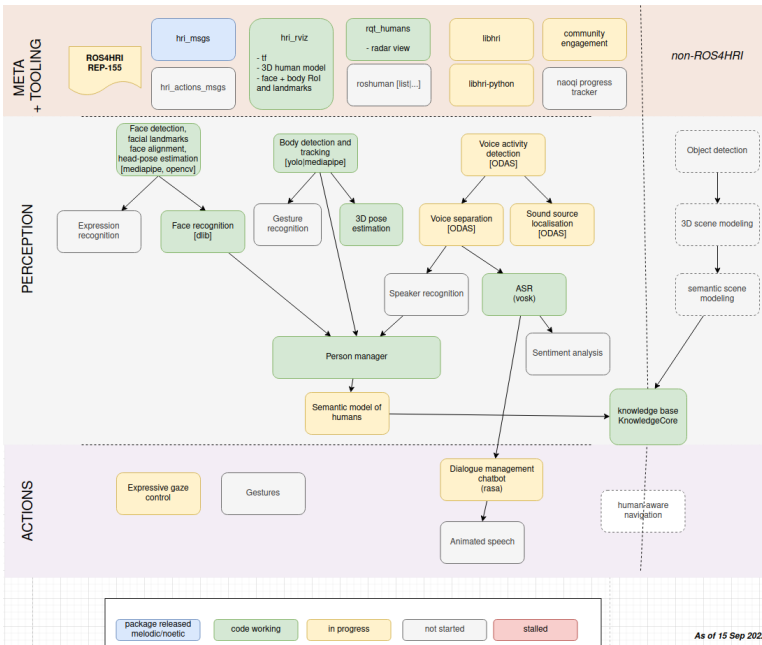 META
+ TOOLING
ROS4HRI
REP-155
hri_msgs
hri_actions_msgs
hri_rviz
- tf
- 3D human model
- face + body RoI
and landmarks
rqt_humans
- radar view
roshuman [list|...]
libhri
libhri-python
community
engagement
naoqi progress
tracker
non-ROS4HRI
PERCEPTION
Face detection,
facial landmarks
face alignment,
head-pose estimation
[mediapipe, opencv]
Body detection and
tracking
[yolo|mediapipe]
Voice activity
detection
[ODAS]
Object detection
Expression
recognition
Face recognition
[dlib]
Gesture
recognition
3D pose
estimation
Voice separation
[ODAS]
Sound source
localisation
[ODAS]
3D scene modeling
Speaker recognition
ASR
(vosk)
semantic scene
modeling
Person manager
Sentiment analysis
Semantic model of
humans
knowledge base
KnowledgeCore
ACTIONS
Expressive gaze
control
Gestures
Dialogue management
chatbot
(rasa)
human-aware
navigation
Animated speech
package released
melodic/noetic
code working
in progress
not started
stalled
As of 15 Sep 202